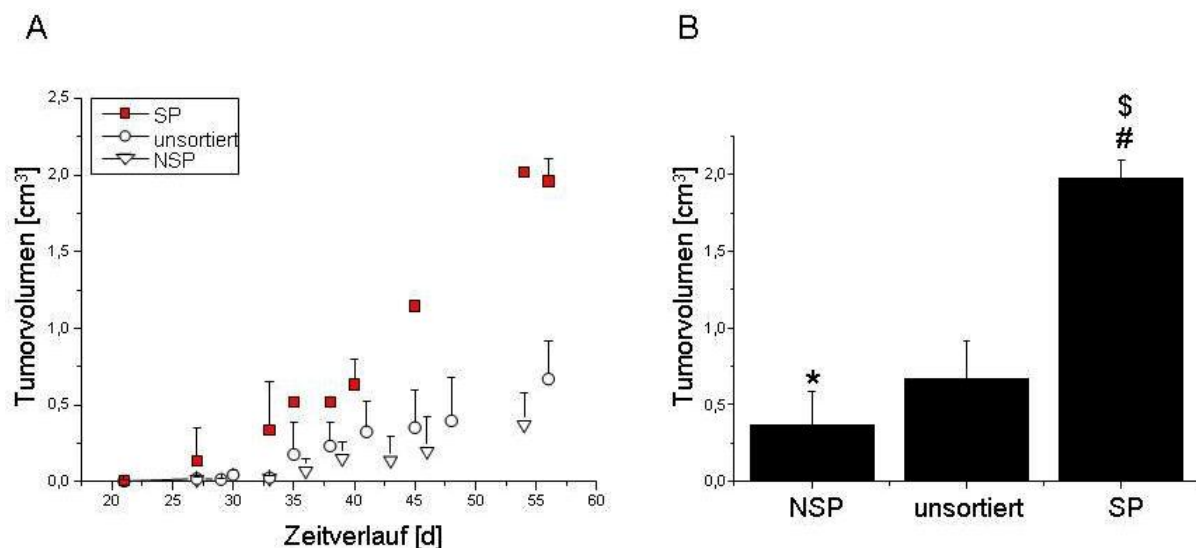 A
Tumorvolumen [cm³]
2,5
2,0
1,5
1,0
0,5
0,0
SP
unsortiert
NSP
20 25 30 35 40 45 50 55 60
Zeitverlauf [d]
B
Tumorvolumen [cm³]
2,0
1,5
1,0
0,5
0,0
*
$
#
NSP unsortiert SP